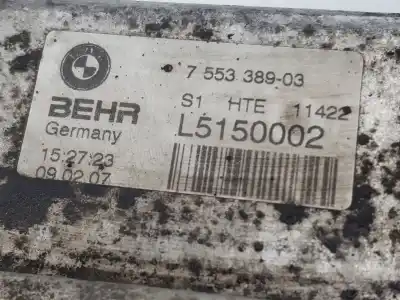 7 553 389-03
S1 HTE 11422
BEHR
L5150002
Germany
15:27:23
09.02.07